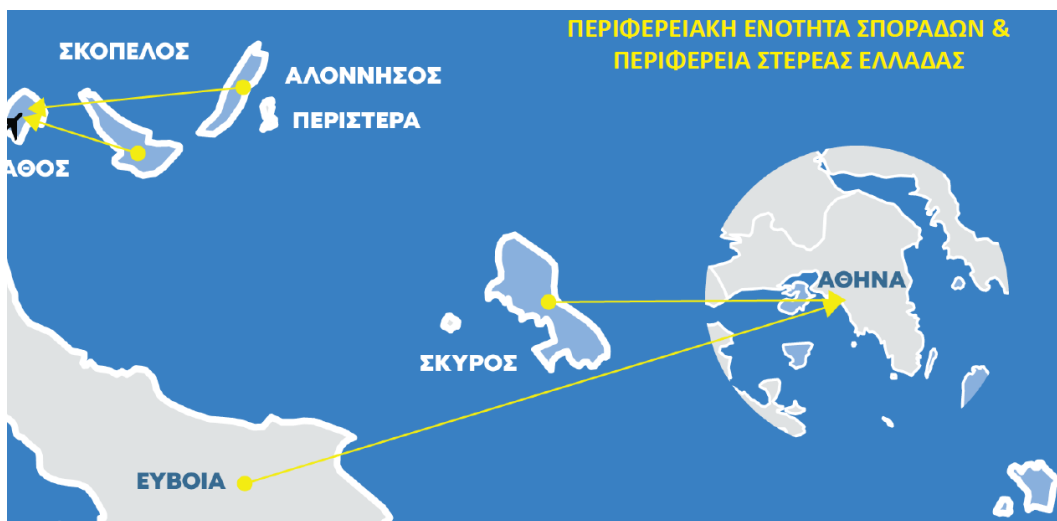 ΠΕΡΙΦΕΡΕΙΑΚΗ ΕΝΟΤΗΤΑ ΣΠΟΡΑΔΩΝ &
ΠΕΡΙΦΕΡΕΙΑ ΣΤΕΡΕΑΣ ΕΛΛΑΔΑΣ
ΣΚΟΠΕΛΟΣ
ΑΛΟΝΝΗΣΟΣ
ΠΕΡΙΣΤΕΡΑ
ΑΘΟΣ
ΑΘΗΝΑ
ΣΚΥΡΟΣ
ΕΥΒΟΙΑ